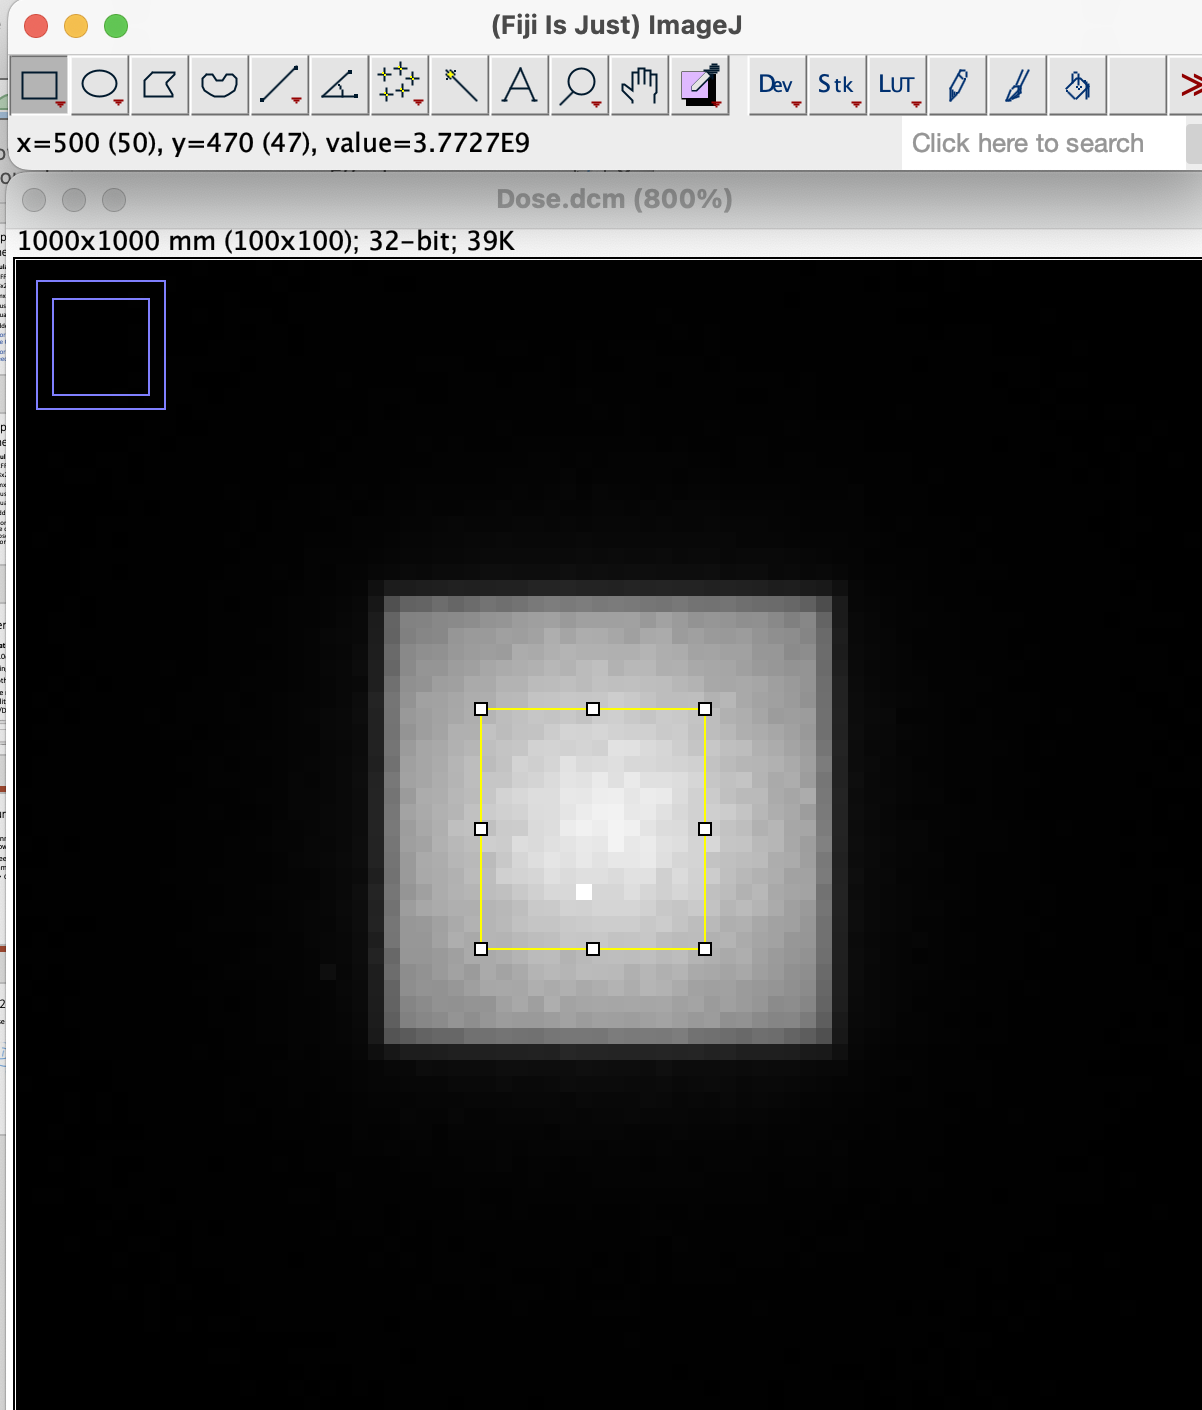 (Fiji Is Just) ImageJ
Dev Stk LUT
x=500 (50), y=470 (47), value=3.7727E9
Click here to search
Dose.dcm (800%)
1000x1000 mm (100x100); 32-bit; 39K